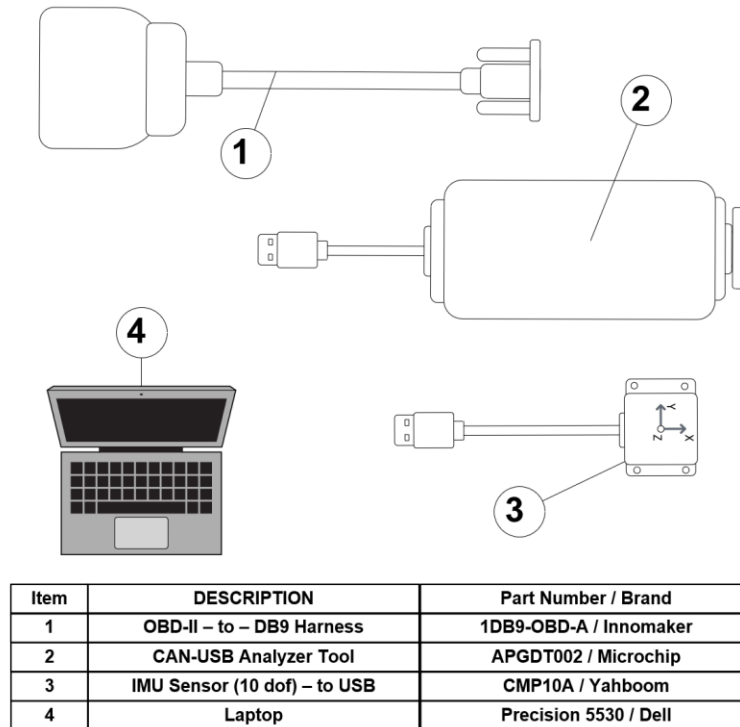 1
2
3
4
Y
X
Z
Item DESCRIPTION Part Number / Brand
1 OBD-II – to – DB9 Harness 1DB9-OBD-A / Innomaker
2 CAN-USB Analyzer Tool APGDT002 / Microchip
3 IMU Sensor (10 dof) – to USB CMP10A / Yahboom
4 Laptop Precision 5530 / Dell